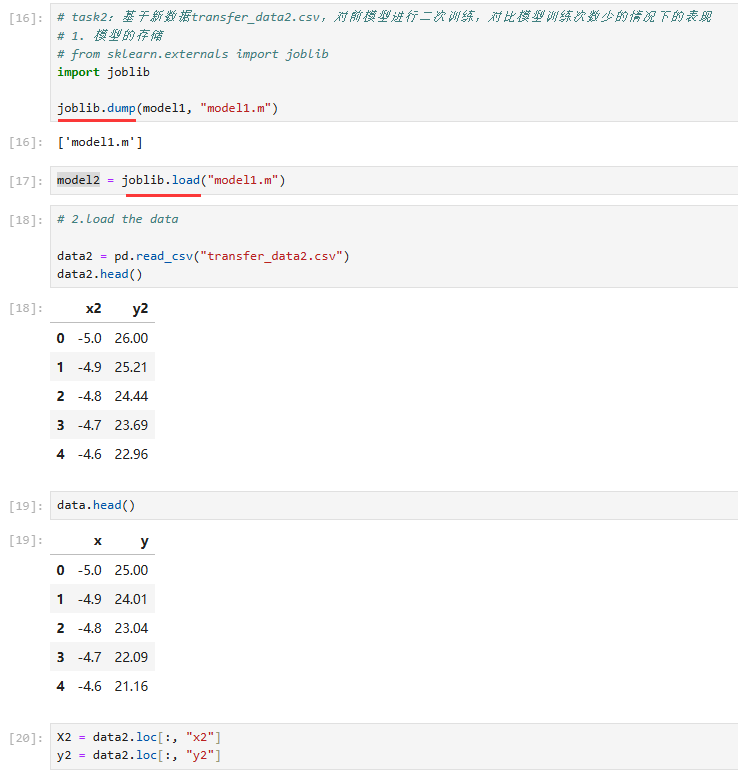 [16]: # task2：基于新数据transfer_data2.csv，对前模型进行二次训练，对比模型训练次数少的情况下的表现
# 1. 模型的存储
# from sklearn.externals import joblib
import joblib
joblib.dump(model1, "model1.m")
[16]: ['model1.m']
[17]: model2 = joblib.load("model1.m")
[18]: # 2.load the data
data2 = pd.read_csv("transfer_data2.csv")
data2.head()
[18]: x2 y2
0 -5.0 26.00
1 -4.9 25.21
2 -4.8 24.44
3 -4.7 23.69
4 -4.6 22.96
[19]: data.head()
[19]: x y
0 -5.0 25.00
1 -4.9 24.01
2 -4.8 23.04
3 -4.7 22.09
4 -4.6 21.16
[20]: X2 = data2.loc[:, "x2"]
y2 = data2.loc[:, "y2"]